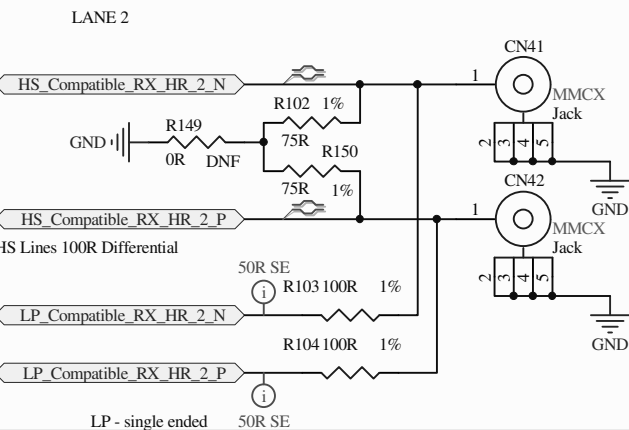 LANE 2
CN41
HS_Compatible_RX_HR_2_N
1
MMCX
Jack
R102 1%
75R
R149
GND
0R DNF
R150
75R
1%
2 3 4 5
GND
CN42
HS_Compatible_RX_HR_2_P
1
MMCX
Jack
HS Lines 100R Differential
2 3 4 5
GND
50R SE
i
R103 100R 1%
LP_Compatible_RX_HR_2_N
R104 100R 1%
LP_Compatible_RX_HR_2_P
i
LP - single ended
50R SE